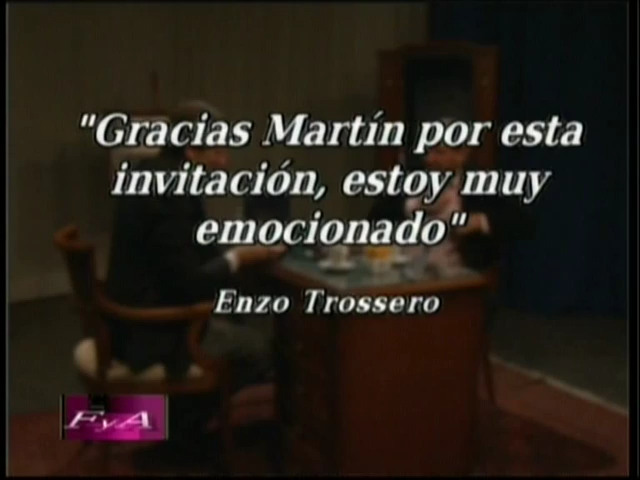 "Gracias Martín por esta
invitación, estoy muy
emocionado"
Enzo Trossero
FyA